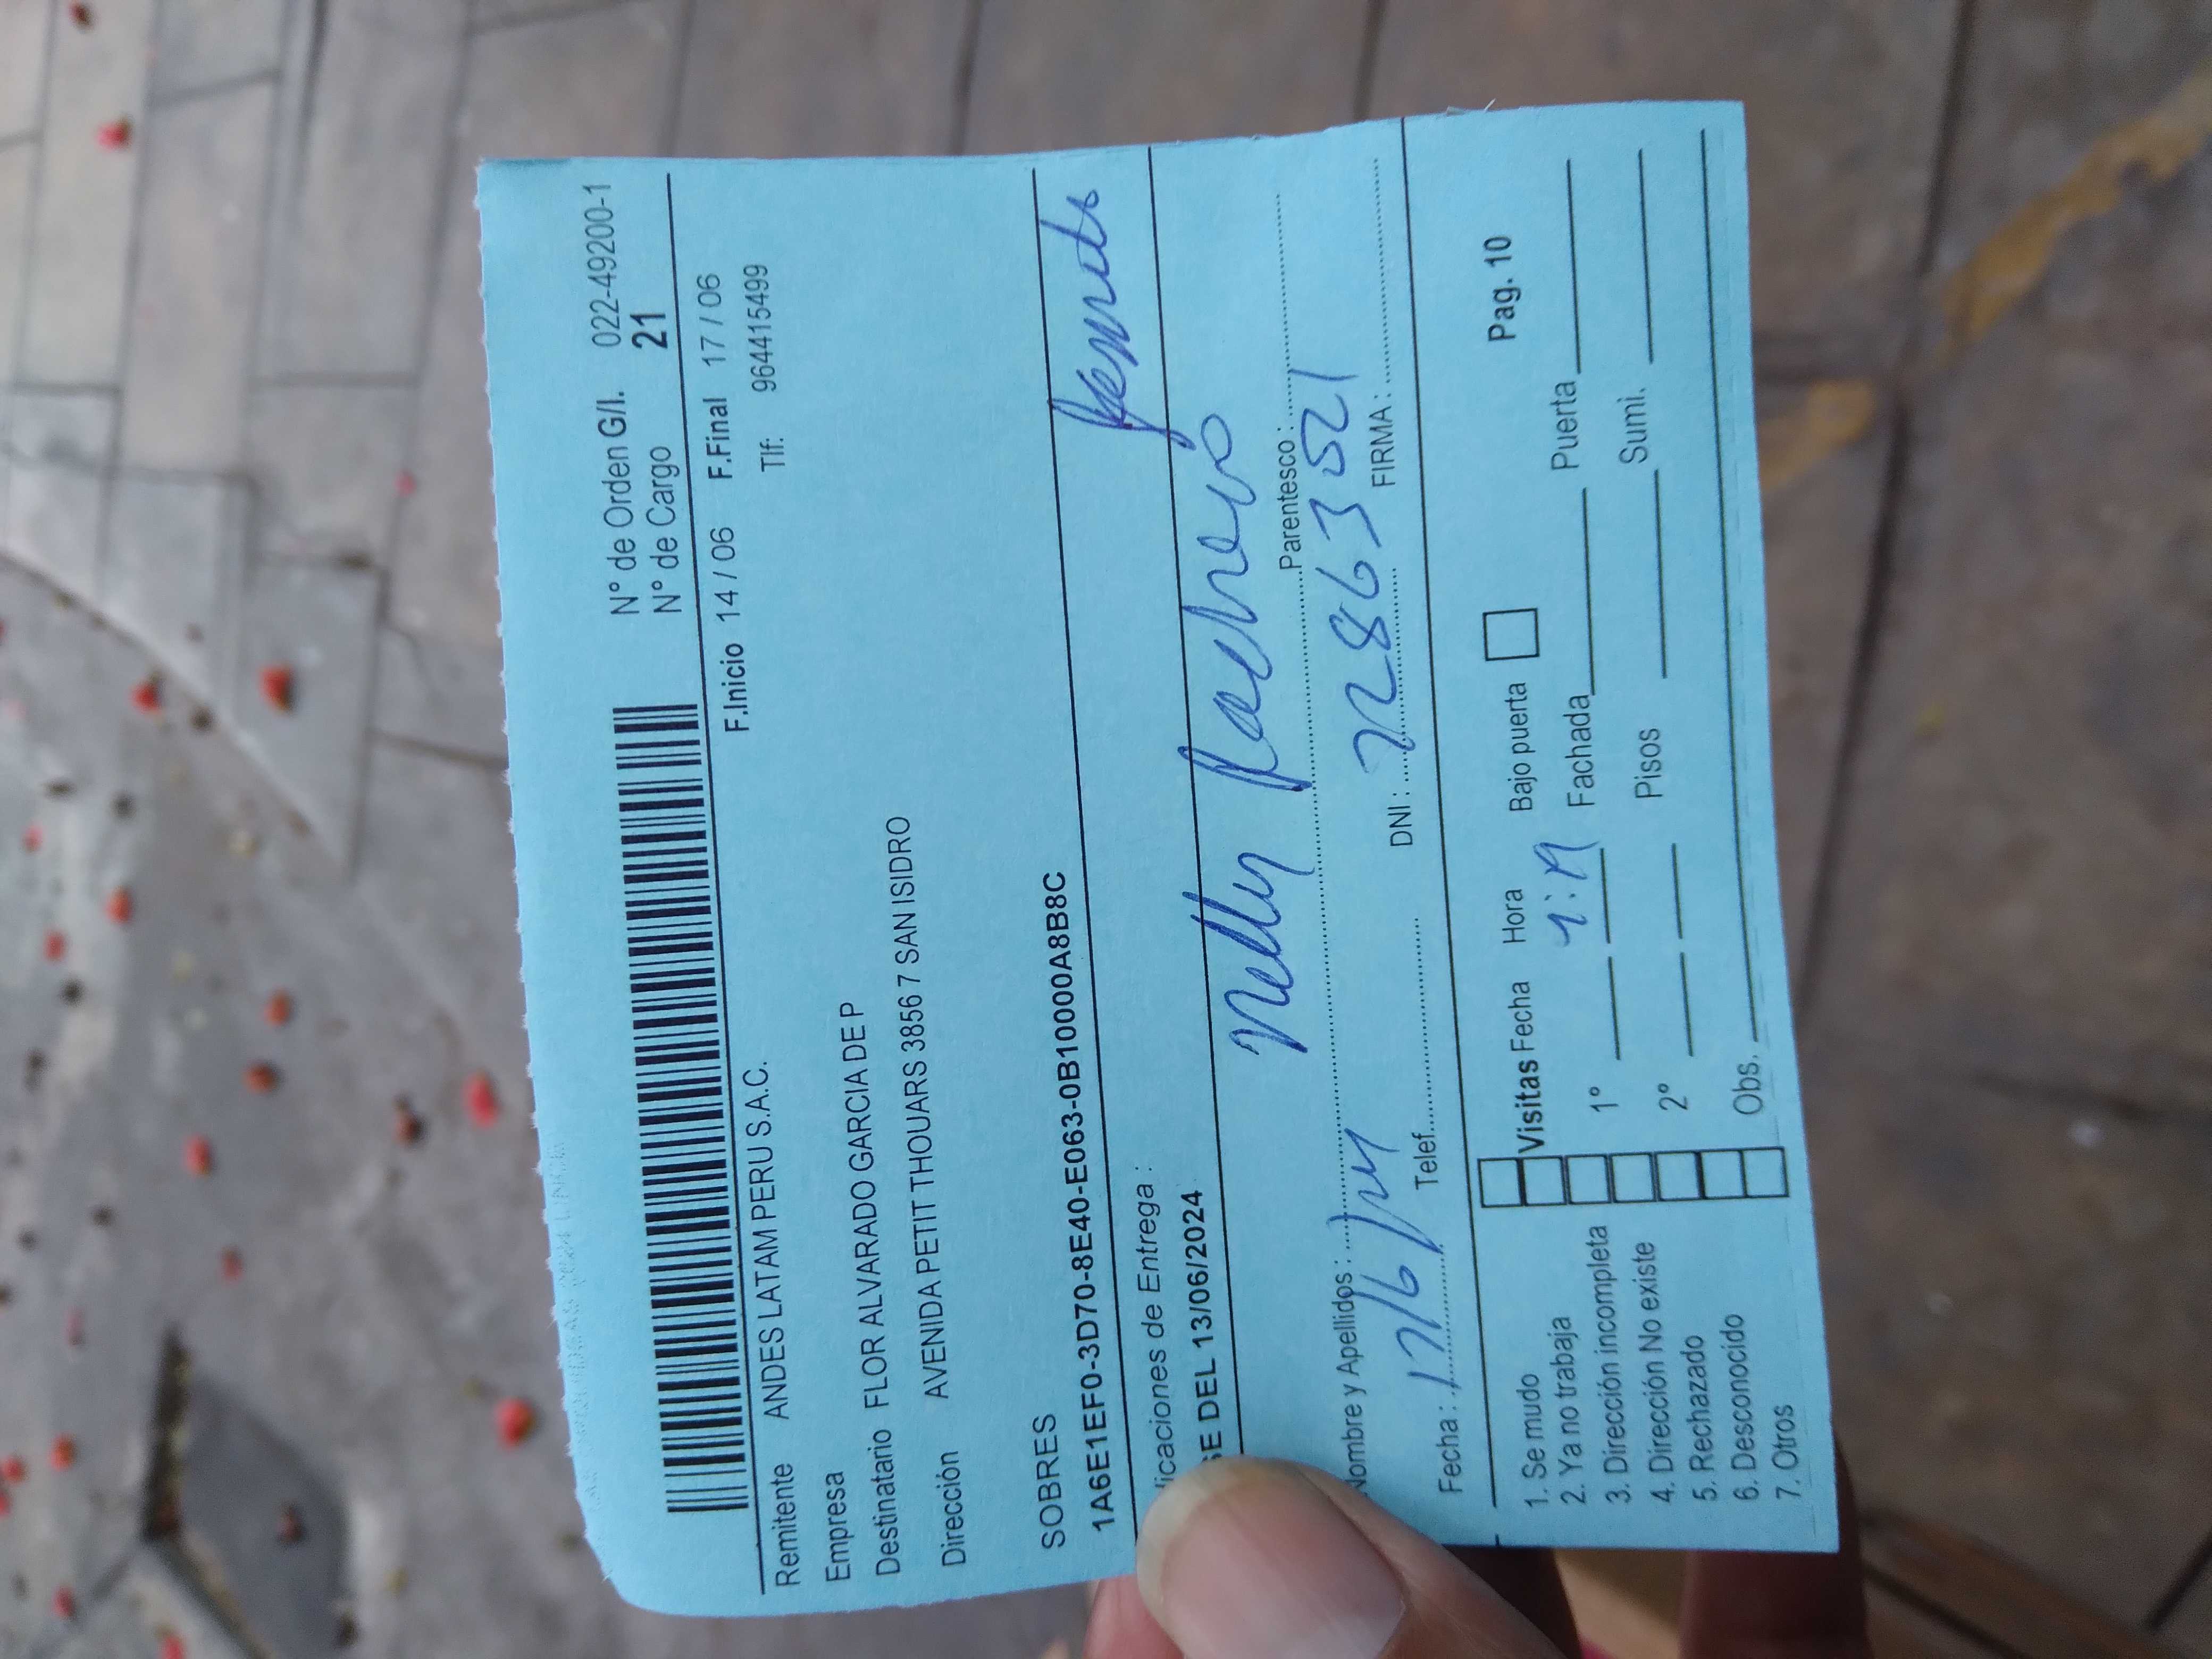 N° de Orden G/I. 022-49200-1
N° de Cargo 21
F.Inicio 14 / 06 F.Final 17 / 06
Remitente ANDES LATAM PERU S.A.C.
Tlf: 964415499
Empresa
Destinatario FLOR ALVARADO GARCIA DE P
Dirección AVENIDA PETIT THOUARS 3856 7 SAN ISIDRO
SOBRES
1A6E1EF0-3D70-8E40-E063-0B10000A8B8C
icaciones de Entrega :
SE DEL 13/06/2024
Nelly Pacheco
Nombre y Apellidos : Parentesco :
Fecha : 17/6/24 DNI : 22863521
Telef. FIRMA :
1. Se mudo
2. Ya no trabaja
3. Dirección incompleta
4. Dirección No existe
5. Rechazado
6. Desconocido
7. Otros
Visitas Fecha Hora Bajo puerta Pag. 10
1° Fachada Puerta
2° Pisos Sumi.
Obs.